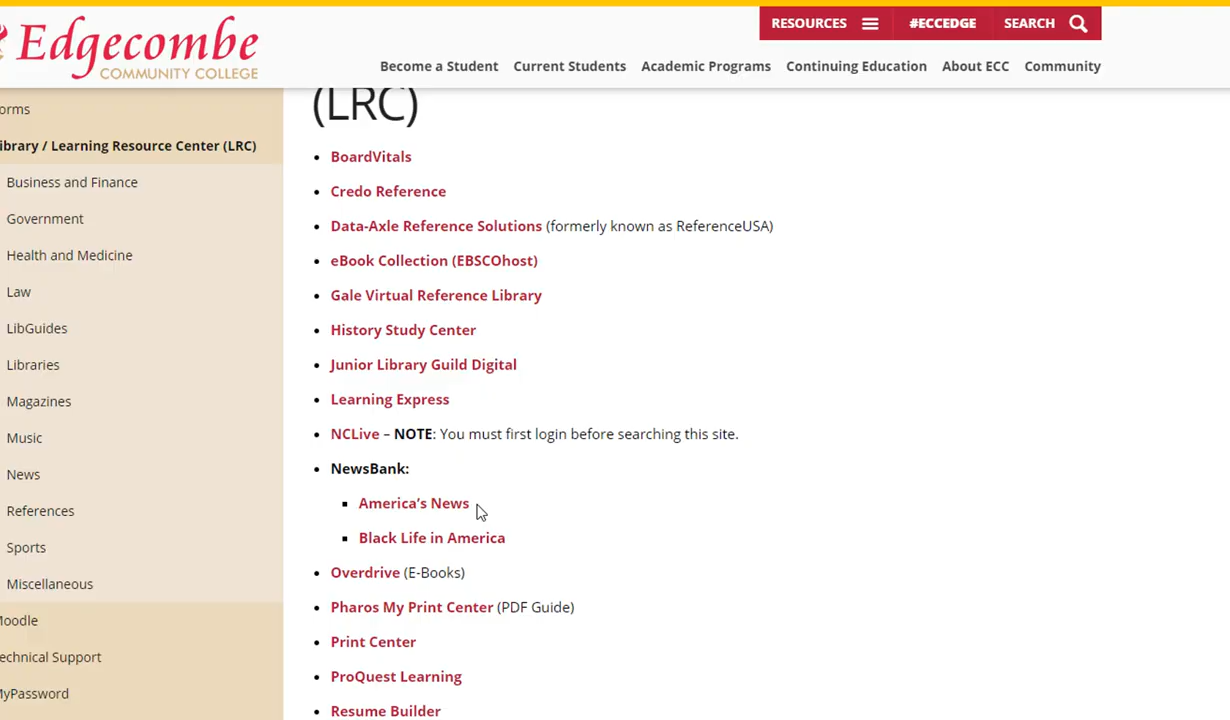 RESOURCES #ECCEDGE SEARCH
Edgecombe
COMMUNITY COLLEGE
Become a Student Current Students Academic Programs Continuing Education About ECC Community
orms
ibrary / Learning Resource Center (LRC)
Business and Finance
Government
Health and Medicine
Law
LibGuides
Libraries
Magazines
Music
News
References
Sports
Miscellaneous
Moodle
echnical Support
MyPassword
(LRC)
• BoardVitals
• Credo Reference
• Data-Axle Reference Solutions (formerly known as ReferenceUSA)
• eBook Collection (EBSCOhost)
• Gale Virtual Reference Library
• History Study Center
• Junior Library Guild Digital
• Learning Express
• NCLive – NOTE: You must first login before searching this site.
• NewsBank:
▪ America’s News
▪ Black Life in America
• Overdrive (E-Books)
• Pharos My Print Center (PDF Guide)
• Print Center
• ProQuest Learning
• Resume Builder